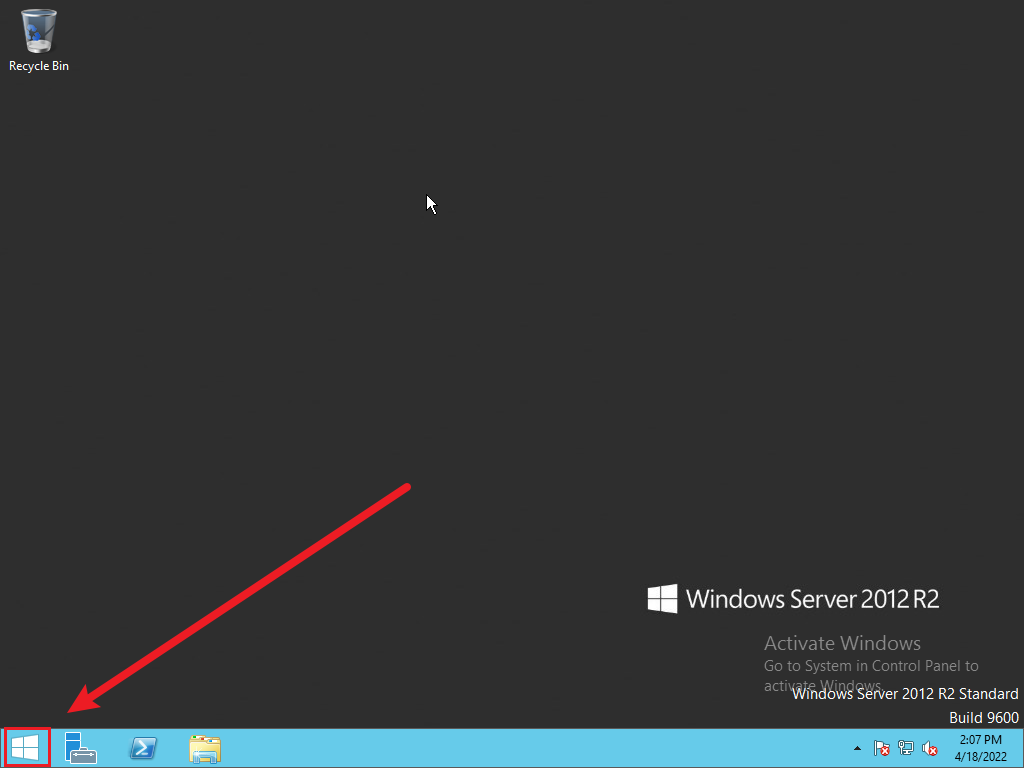 Recycle Bin
Windows Server 2012 R2
Activate Windows
Go to System in Control Panel to
activate Windows.
Windows Server 2012 R2 Standard
Build 9600
2:07 PM
4/18/2022